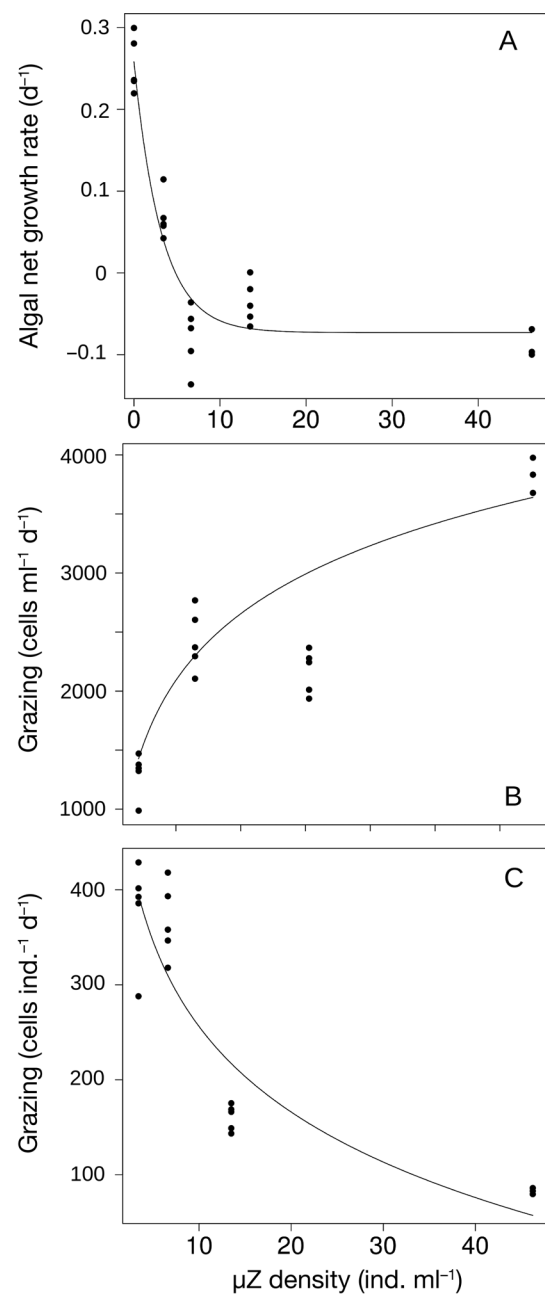 A
Algal net growth rate (d⁻¹)
0.3
0.2
0.1
0
−0.1
0 10 20 30 40
B
Grazing (cells ml⁻¹ d⁻¹)
4000
3000
2000
1000
C
Grazing (cells ind.⁻¹ d⁻¹)
400
300
200
100
10 20 30 40
µZ density (ind. ml⁻¹)